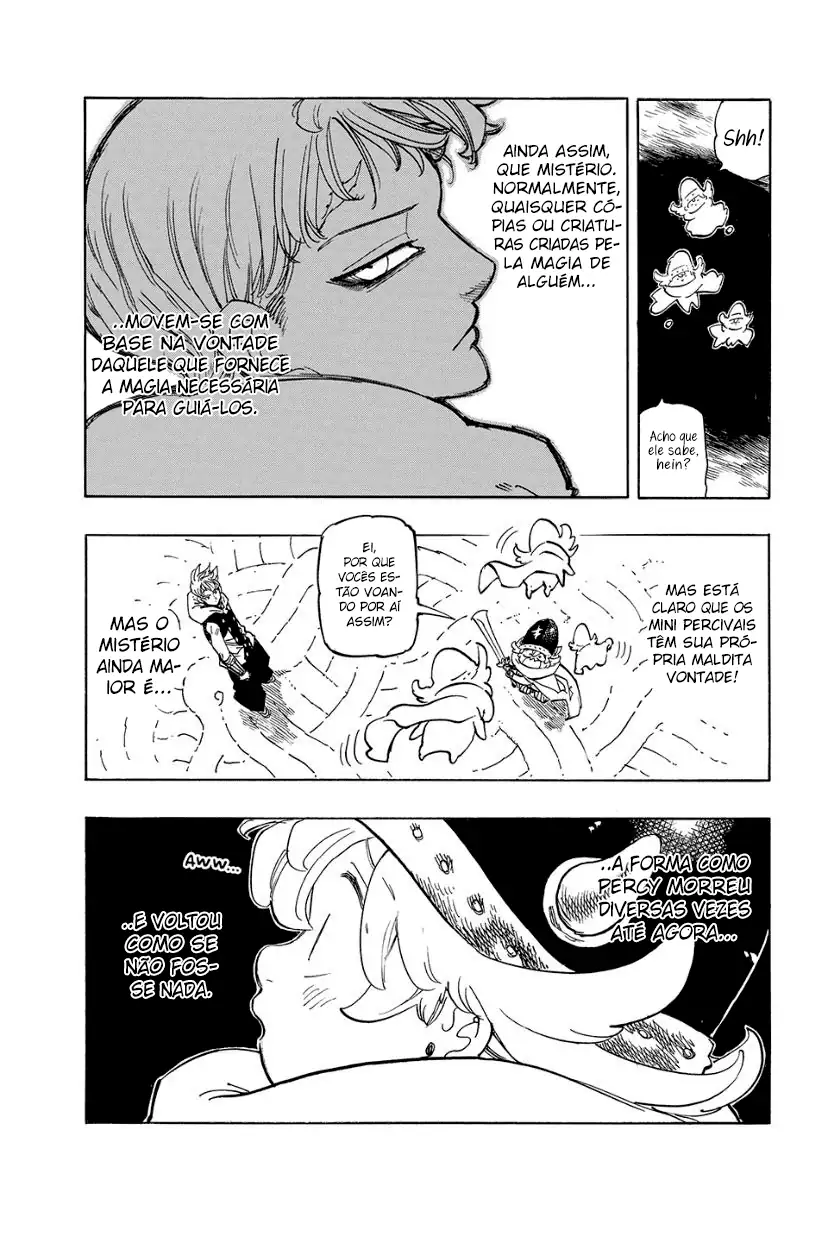 Shh!
Acho que
ele sabe,
hein?
AINDA ASSIM,
QUE MISTÉRIO.
NORMALMENTE,
QUAISQUER CÓ-
PIAS OU CRIATU-
RAS CRIADAS PE-
LA MAGIA DE
ALGUÉM...
..MOVEM-SE COM
BASE NA VONTADE
DAQUELE QUE FORNECE
A MAGIA NECESSÁRIA
PARA GUIÁ-LOS.
MAS ESTÁ
CLARO QUE OS
MINI PERCIVAIS
TÊM SUA PRÓ-
PRIA MALDITA
VONTADE!
EI,
POR QUE
VOCÊS ES-
TÃO VOAN-
DO POR AÍ
ASSIM?
MAS O
MISTÉRIO
AINDA MA-
IOR É...
..A FORMA COMO
PERCY MORREU
DIVERSAS VEZES
ATÉ AGORA...
AWW...
..E VOLTOU
COMO SE
NÃO FOS-
SE NADA.